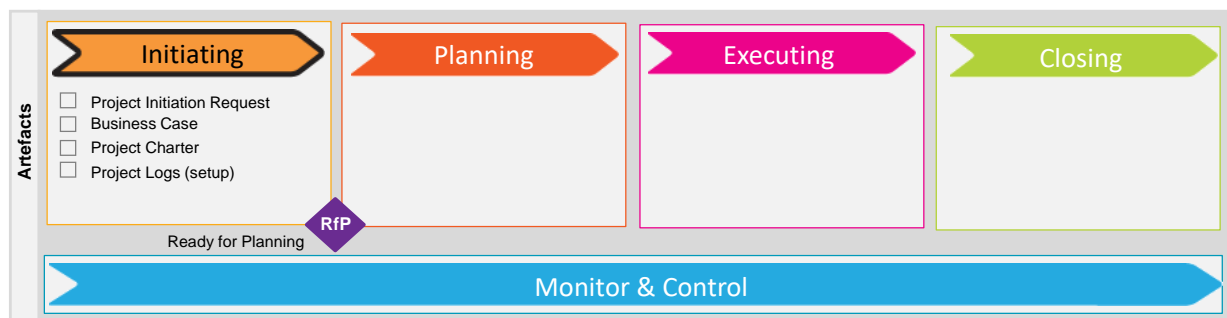 Artefacts
Initiating
Project Initiation Request
Business Case
Project Charter
Project Logs (setup)
RfP
Ready for Planning
Planning
Executing
Closing
Monitor & Control